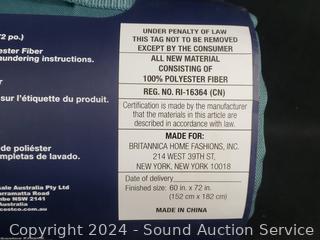 2 po.)
ester Fiber
undering instructions.
r
sur l'étiquette du produit.
de poliéster
mpletas de lavado.
sale Australia Pty Ltd
arramatta Road
mbe NSW 2141
cestco.com.au
UNDER PENALTY OF LAW
THIS TAG NOT TO BE REMOVED
EXCEPT BY THE CONSUMER
ALL NEW MATERIAL
CONSISTING OF
100% POLYESTER FIBER
REG. NO. RI-16364 (CN)
Certification is made by the manufacturer
that the materials in this article are
described in accordance with law.
MADE FOR:
BRITANNICA HOME FASHIONS, INC.
214 WEST 39TH ST,
NEW YORK, NEW YORK 10018
Date of delivery
Finished size: 60 in. x 72 in.
(152 cm x 182 cm)
MADE IN CHINA
Copyright 2024 - Sound Auction Service